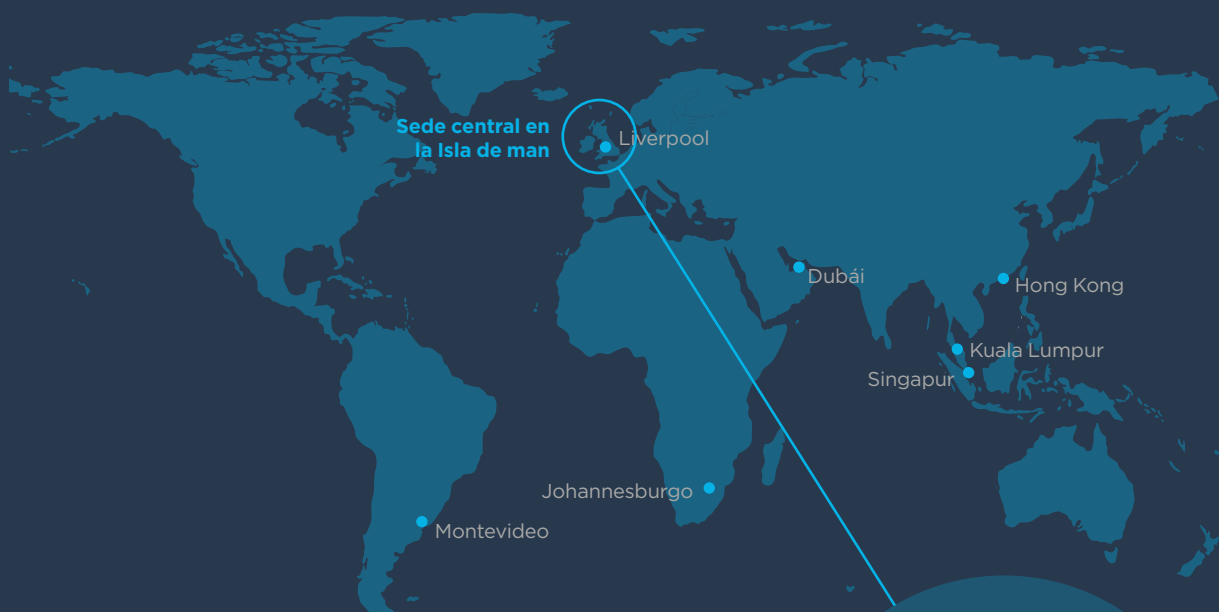 Sede central en
la Isla de man
Liverpool
Dubái
Hong Kong
Kuala Lumpur
Singapur
Johannesburgo
Montevideo